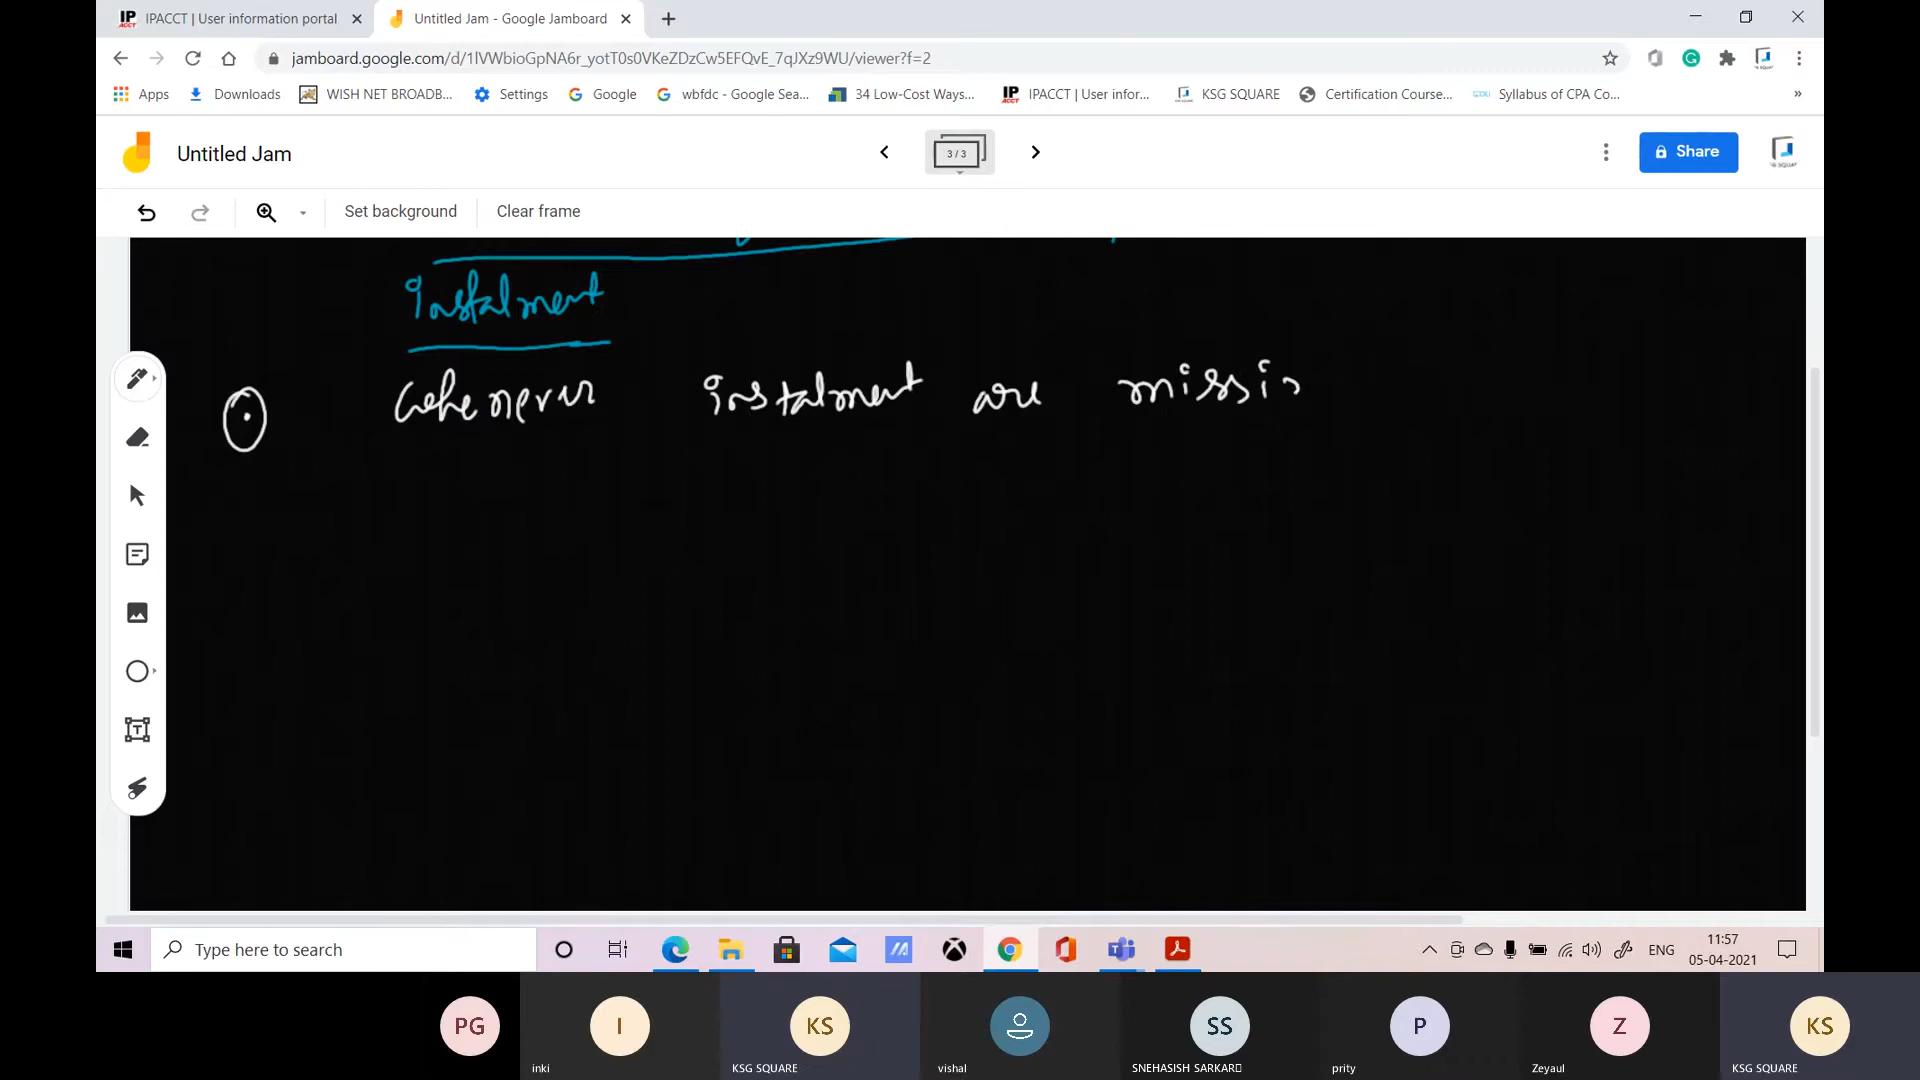 IPACCT | User information portal
Untitled Jam - Google Jamboard
jamboard.google.com/d/1lVWbioGpNA6r_yotT0s0VKeZDzCw5EFQvE_7qJXz9WU/viewer?f=2
Apps Downloads WISH NET BROADB... Settings Google wbfdc - Google Sea... 34 Low-Cost Ways... IPACCT | User infor... KSG SQUARE Certification Course... Syllabus of CPA Co... »
Untitled Jam 3 / 3 Share
Set background Clear frame
instalment
whenever instalment are missin
Type here to search ENG 11:57
05-04-2021
PG I KS SS P Z KS
inki KSG SQUARE vishal SNEHASISH SARKAR prity Zeyaul KSG SQUARE